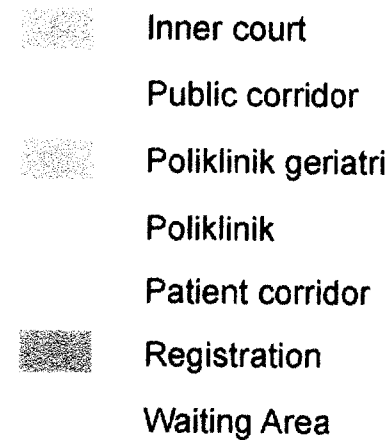 Inner court
Public corridor
Poliklinik geriatri
Poliklinik
Patient corridor
Registration
Waiting Area